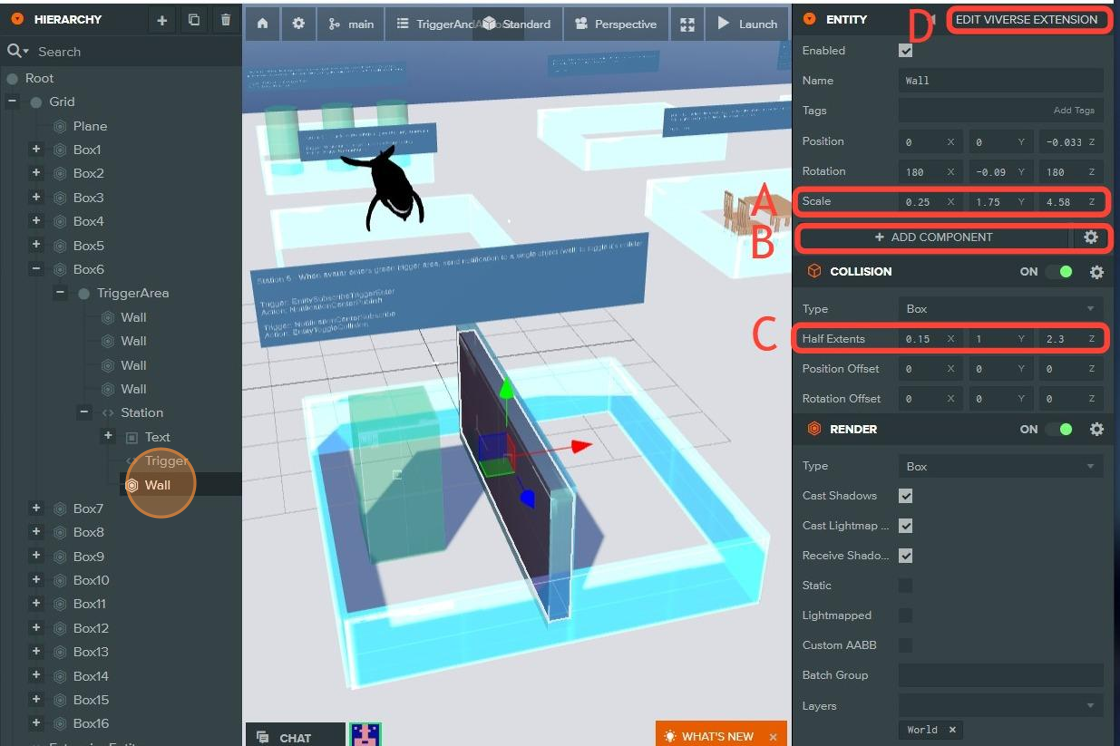 HIERARCHY
Search
Root
Grid
Plane
Box1
Box2
Box3
Box4
Box5
Box6
TriggerArea
Wall
Wall
Wall
Wall
Station
Text
Trigger
Wall
Box7
Box8
Box9
Box10
Box11
Box12
Box13
Box14
Box15
Box16
main
Standard
Perspective
Launch
Station 6 - When avatar enters green trigger area, send notification to a single object (wall) to toggle its collider
Trigger: EntitySubscribeTriggerEnter
Action: NotificationCenterPublish
Trigger: NotificationCenterSubscribe
Action: EntityToggleCollision
CHAT
WHAT'S NEW
ENTITY
D
EDIT VIVERSE EXTENSION
Enabled
Name Wall
Tags Add Tags
Position 0 X 0 Y -0.033 Z
Rotation 180 X -0.09 Y 180 Z
A
Scale 0.25 X 1.75 Y 4.58 Z
B
+ ADD COMPONENT
COLLISION ON
Type Box
C
Half Extents 0.15 X 1 Y 2.3 Z
Position Offset 0 X 0 Y 0 Z
Rotation Offset 0 X 0 Y 0 Z
RENDER ON
Type Box
Cast Shadows
Cast Lightmap ...
Receive Shado...
Static
Lightmapped
Custom AABB
Batch Group
Layers
World